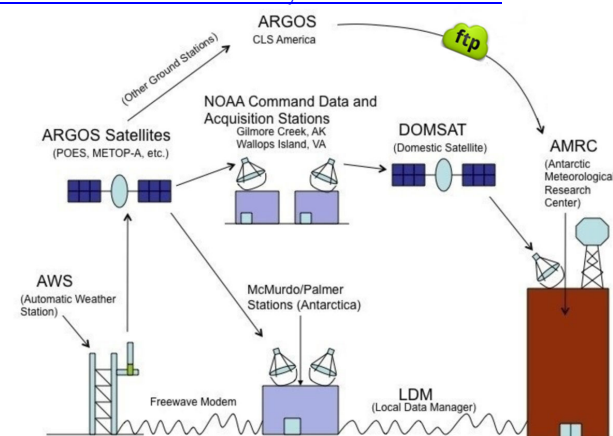 ARGOS
CLS America
ftp
(Other Ground Stations)
NOAA Command Data and
Acquisition Stations
Gilmore Creek, AK
Wallops Island, VA
ARGOS Satellites
(POES, METOP-A, etc.)
DOMSAT
(Domestic Satellite)
AMRC
(Antarctic
Meteorological
Research
Center)
AWS
(Automatic Weather
Station)
McMurdo/Palmer
Stations (Antarctica)
Freewave Modem
LDM
(Local Data Manager)